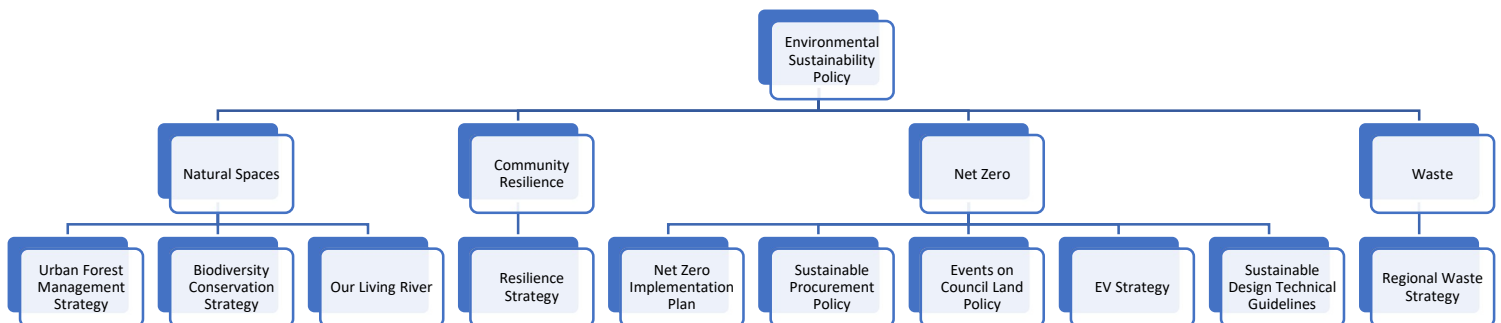 Environmental
Sustainability
Policy
Natural Spaces
Community
Resilience
Net Zero
Waste
Urban Forest
Management
Strategy
Biodiversity
Conservation
Strategy
Our Living River
Resilience
Strategy
Net Zero
Implementation
Plan
Sustainable
Procurement
Policy
Events on
Council Land
Policy
EV Strategy
Sustainable
Design Technical
Guidelines
Regional Waste
Strategy